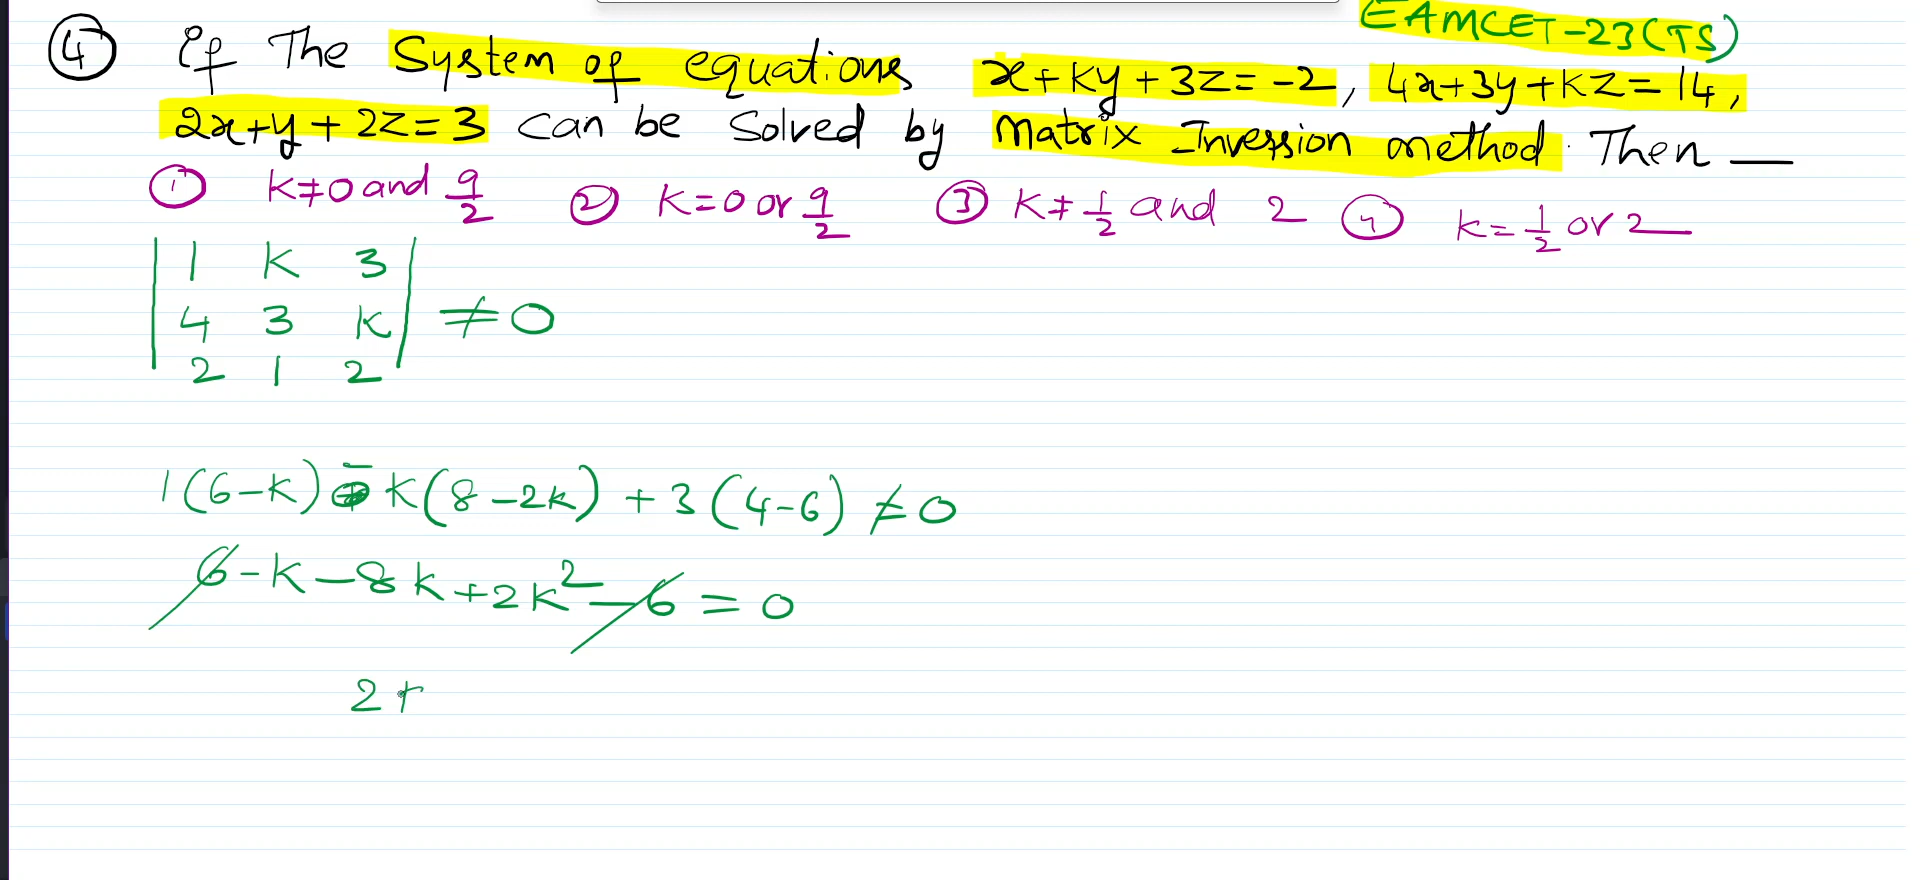 EAMCET-23(TS)
④ If The System of equations x+ky+3z=-2, 4x+3y+kz=14,
2x+y+2z=3 can be solved by Matrix Inversion method. Then —
① k≠0 and 9/2 ② k=0 or 9/2 ③ k≠1/2 and 2 ④ k=1/2 or 2
| 1 k 3 |
| 4 3 k | ≠0
| 2 1 2 |
1(6-k) - k(8-2k) + 3(4-6) ≠0
6-k-8k+2k²-6=0
2